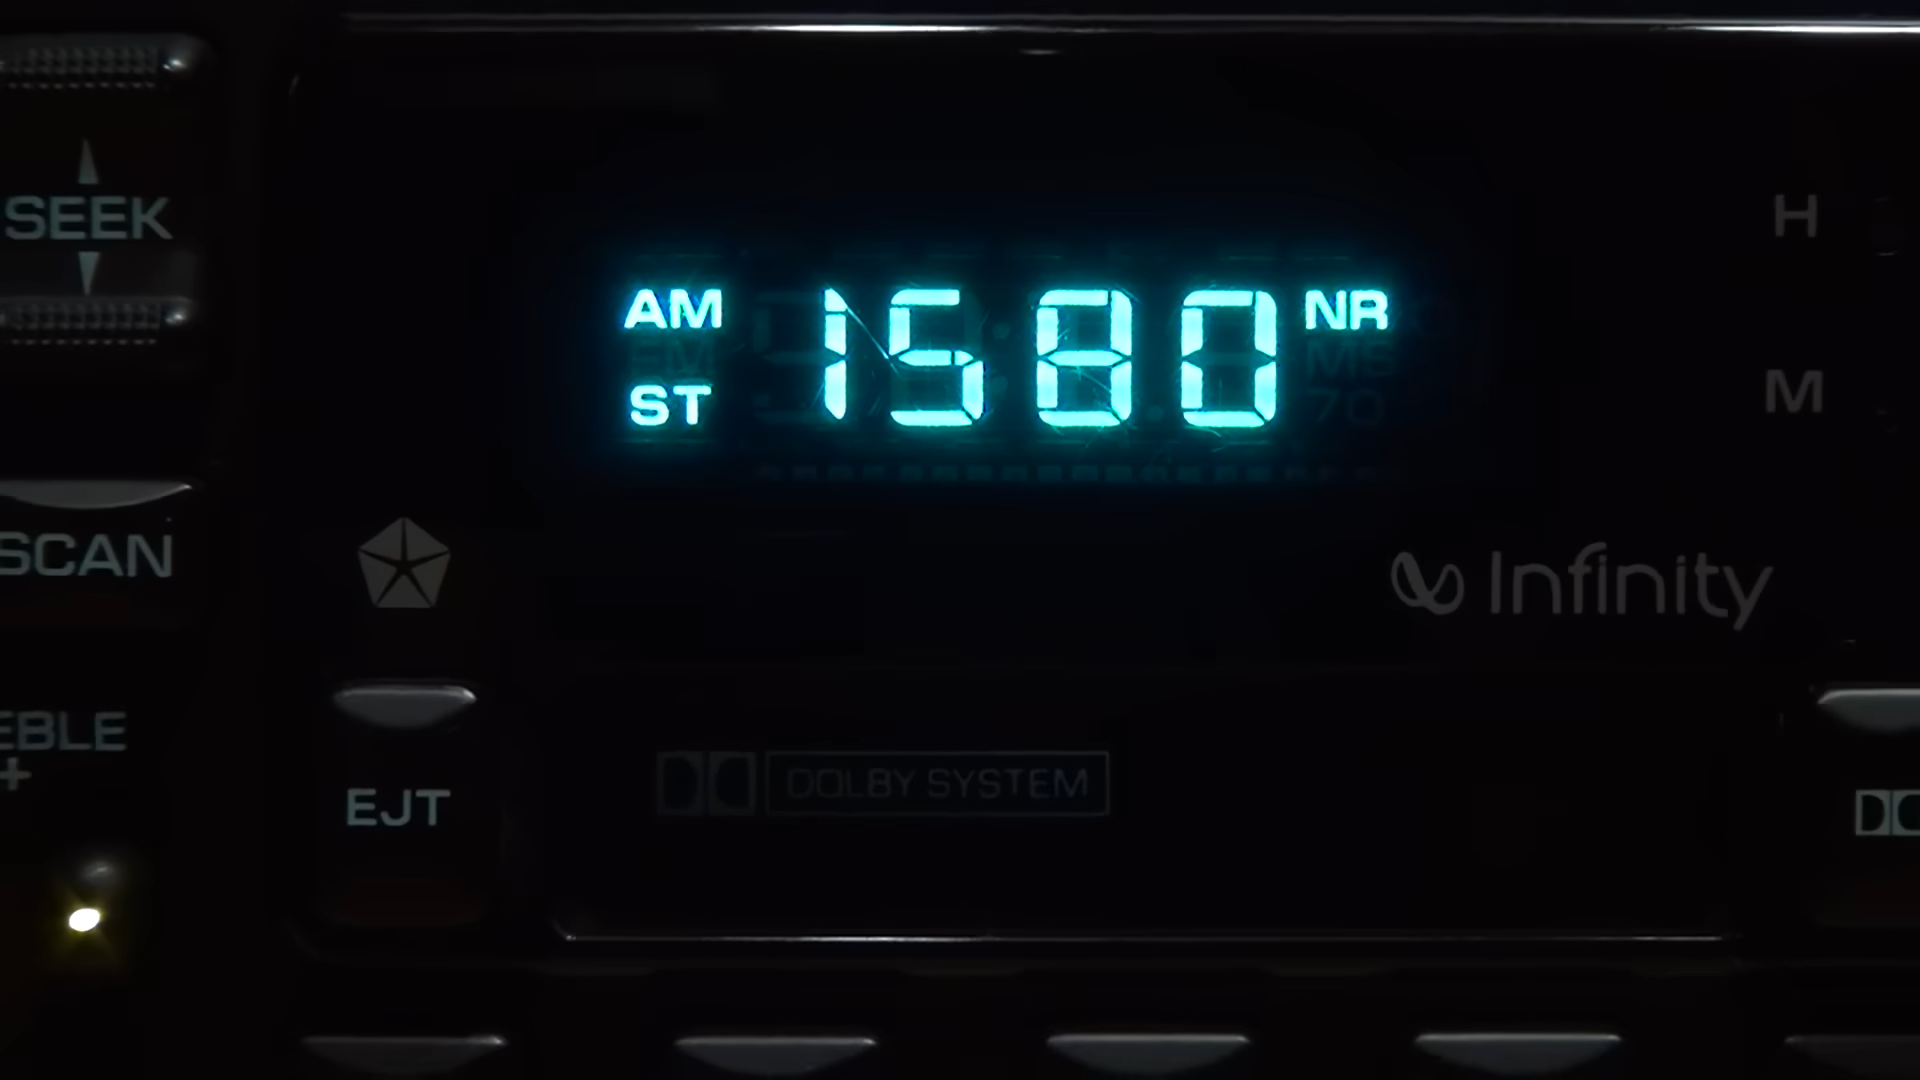 SEEK
AM 1580 NR
ST
H
M
SCAN
Infinity
EBLE
+
EJT
DOLBY SYSTEM